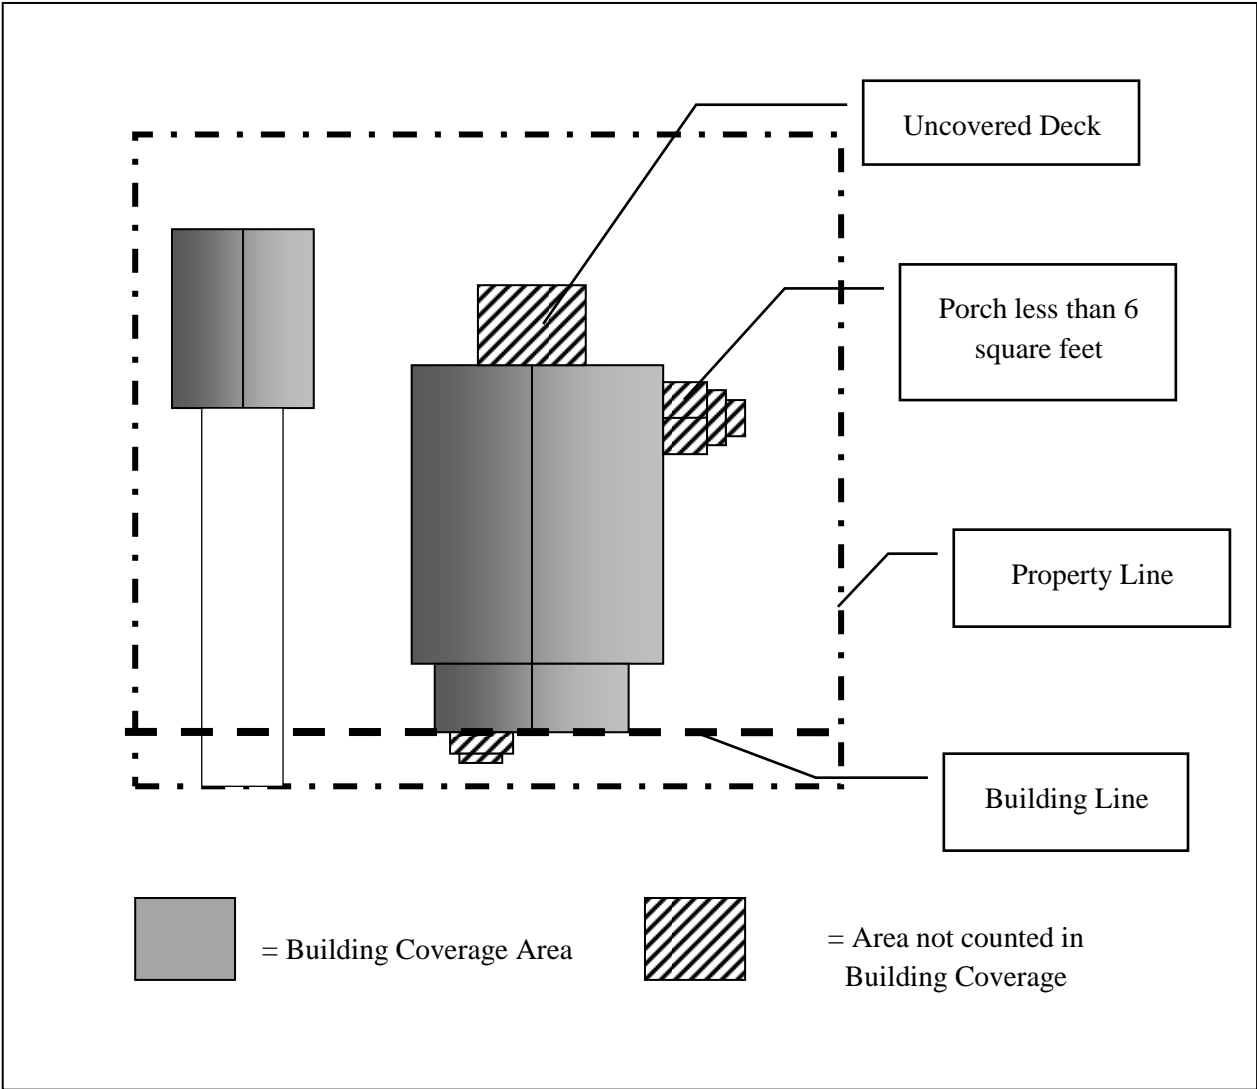 Uncovered Deck
Porch less than 6
square feet
Property Line
Building Line
= Building Coverage Area
= Area not counted in
Building Coverage